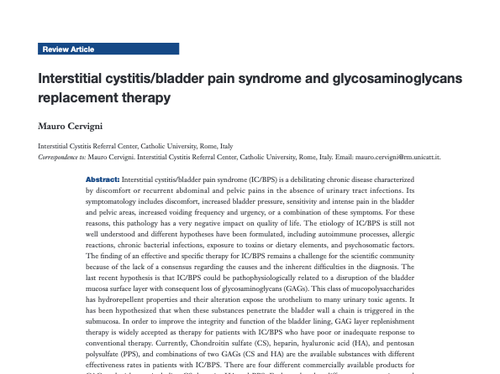 Review Article
Interstitial cystitis/bladder pain syndrome and glycosaminoglycans
replacement therapy
Mauro Cervigni
Interstitial Cystitis Referral Center, Catholic University, Rome, Italy
Correspondence to: Mauro Cervigni. Interstitial Cystitis Referral Center, Catholic University, Rome, Italy. Email: mauro.cervigni@rm.unicatt.it.
Abstract: Interstitial cystitis/bladder pain syndrome (IC/BPS) is a debilitating chronic disease characterized
by discomfort or recurrent abdominal and pelvic pains in the absence of urinary tract infections. Its
symptomatology includes discomfort, increased bladder pressure, sensitivity and intense pain in the bladder
and pelvic areas, increased voiding frequency and urgency, or a combination of these symptoms. For these
reasons, this pathology has a very negative impact on quality of life. The etiology of IC/BPS is still not
well understood and different hypotheses have been formulated, including autoimmune processes, allergic
reactions, chronic bacterial infections, exposure to toxins or dietary elements, and psychosomatic factors.
The finding of an effective and specific therapy for IC/BPS remains a challenge for the scientific community
because of the lack of a consensus regarding the causes and the inherent difficulties in the diagnosis. The
last recent hypothesis is that IC/BPS could be pathophysiologically related to a disruption of the bladder
mucosa surface layer with consequent loss of glycosaminoglycans (GAGs). This class of mucopolysaccharides
has hydrorepellent properties and their alteration expose the urothelium to many urinary toxic agents. It
has been hypothesized that when these substances penetrate the bladder wall a chain is triggered in the
submucosa. In order to improve the integrity and function of the bladder lining, GAG layer replenishment
therapy is widely accepted as therapy for patients with IC/BPS who have poor or inadequate response to
conventional therapy. Currently, Chondroitin sulfate (CS), heparin, hyaluronic acid (HA), and pentosan
polysulfate (PPS), and combinations of two GAGs (CS and HA) are the available substances with different
effectiveness rates in patients with IC/BPS. There are four different commercially available products for